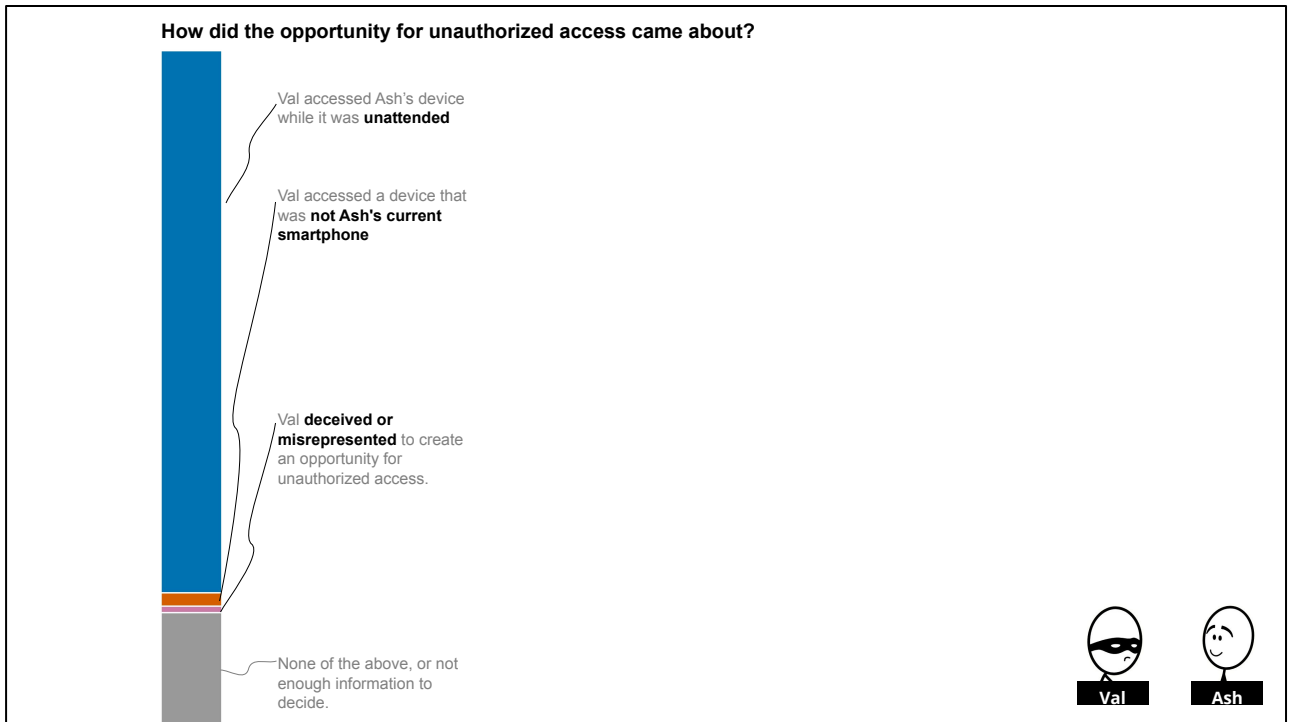 How did the opportunity for unauthorized access came about?
Val accessed Ash's device
while it was unattended
Val accessed a device that
was not Ash's current
smartphone
Val deceived or
misrepresented to create
an opportunity for
unauthorized access.
None of the above, or not
enough information to
decide.
Val
Ash